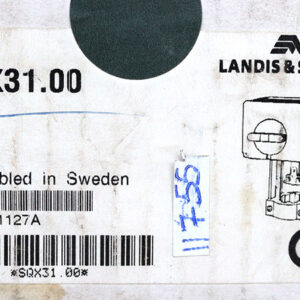 X31.00
LANDIS & S
bled in Sweden
1127A
*SQX31.00*